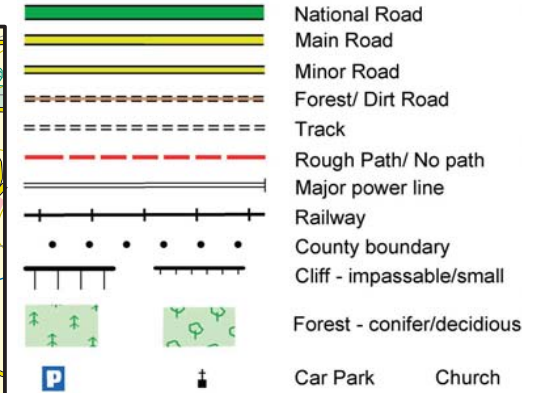 National Road
Main Road
Minor Road
Forest/ Dirt Road
Track
Rough Path/ No path
Major power line
Railway
County boundary
Cliff - impassable/small
Forest - conifer/decidious
P Car Park Church